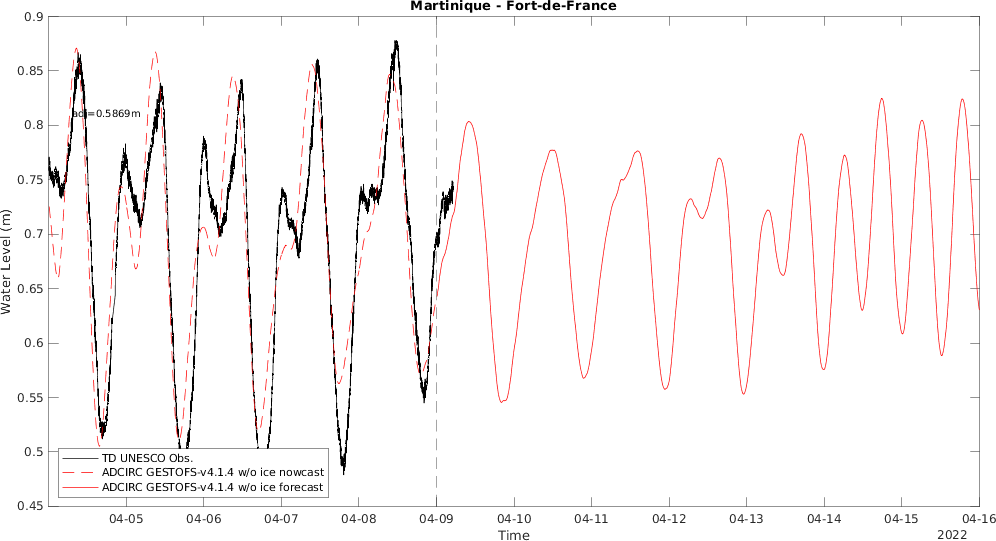 Martinique - Fort-de-France
0.9
0.85
0.8
0.75
0.7
0.65
0.6
0.55
0.5
0.45
Water Level (m)
adj=0.5869m
TD UNESCO Obs.
ADCIRC GESTOFS-v4.1.4 w/o ice nowcast
ADCIRC GESTOFS-v4.1.4 w/o ice forecast
04-05 04-06 04-07 04-08 04-09 04-10 04-11 04-12 04-13 04-14 04-15 04-16
Time
2022